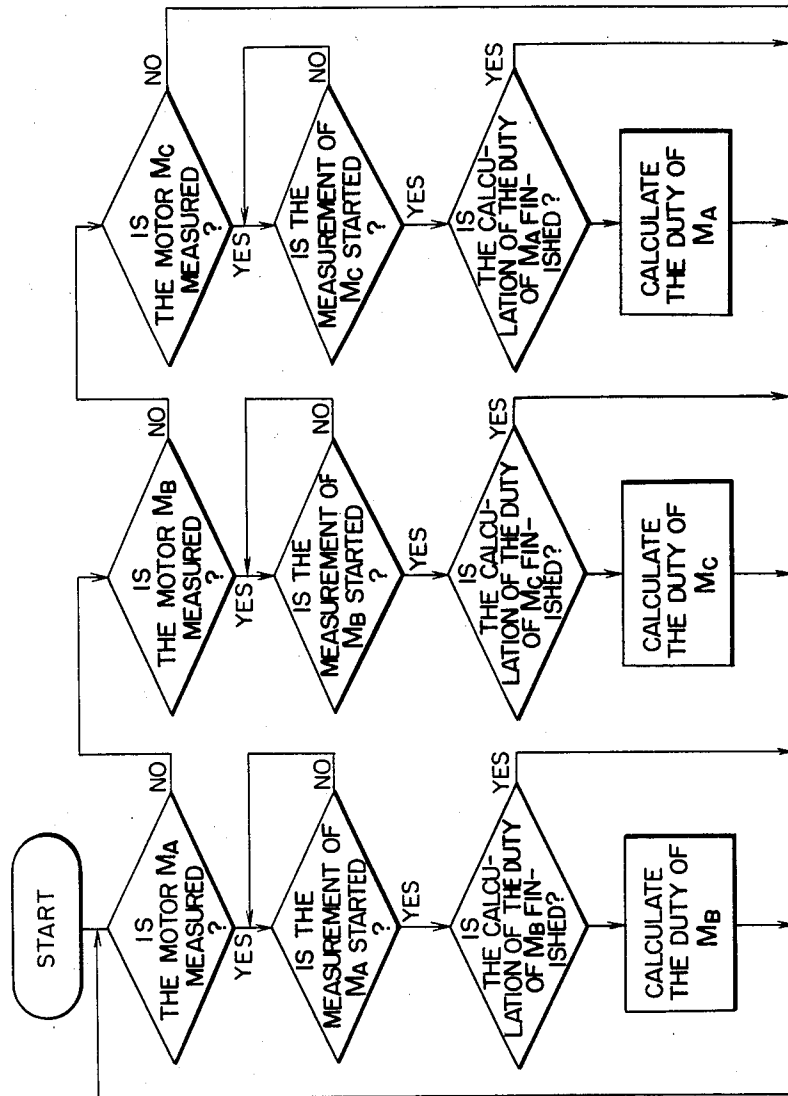 START
IS
THE MOTOR MA
MEASURED
?
NO
YES
IS THE
MEASUREMENT OF
MA STARTED
?
NO
YES
IS
THE CALCU-
LATION OF THE DUTY
OF MB FIN-
ISHED?
YES
CALCULATE
THE DUTY OF
MB
IS
THE MOTOR MB
MEASURED
?
NO
YES
IS THE
MEASUREMENT OF
MB STARTED
?
NO
YES
IS
THE CALCU-
LATION OF THE DUTY
OF MC FIN-
ISHED?
YES
CALCULATE
THE DUTY OF
MC
IS
THE MOTOR MC
MEASURED
?
NO
YES
IS THE
MEASUREMENT OF
MC STARTED
?
NO
YES
IS
THE CALCU-
LATION OF THE DUTY
OF MA FIN-
ISHED?
YES
CALCULATE
THE DUTY OF
MA